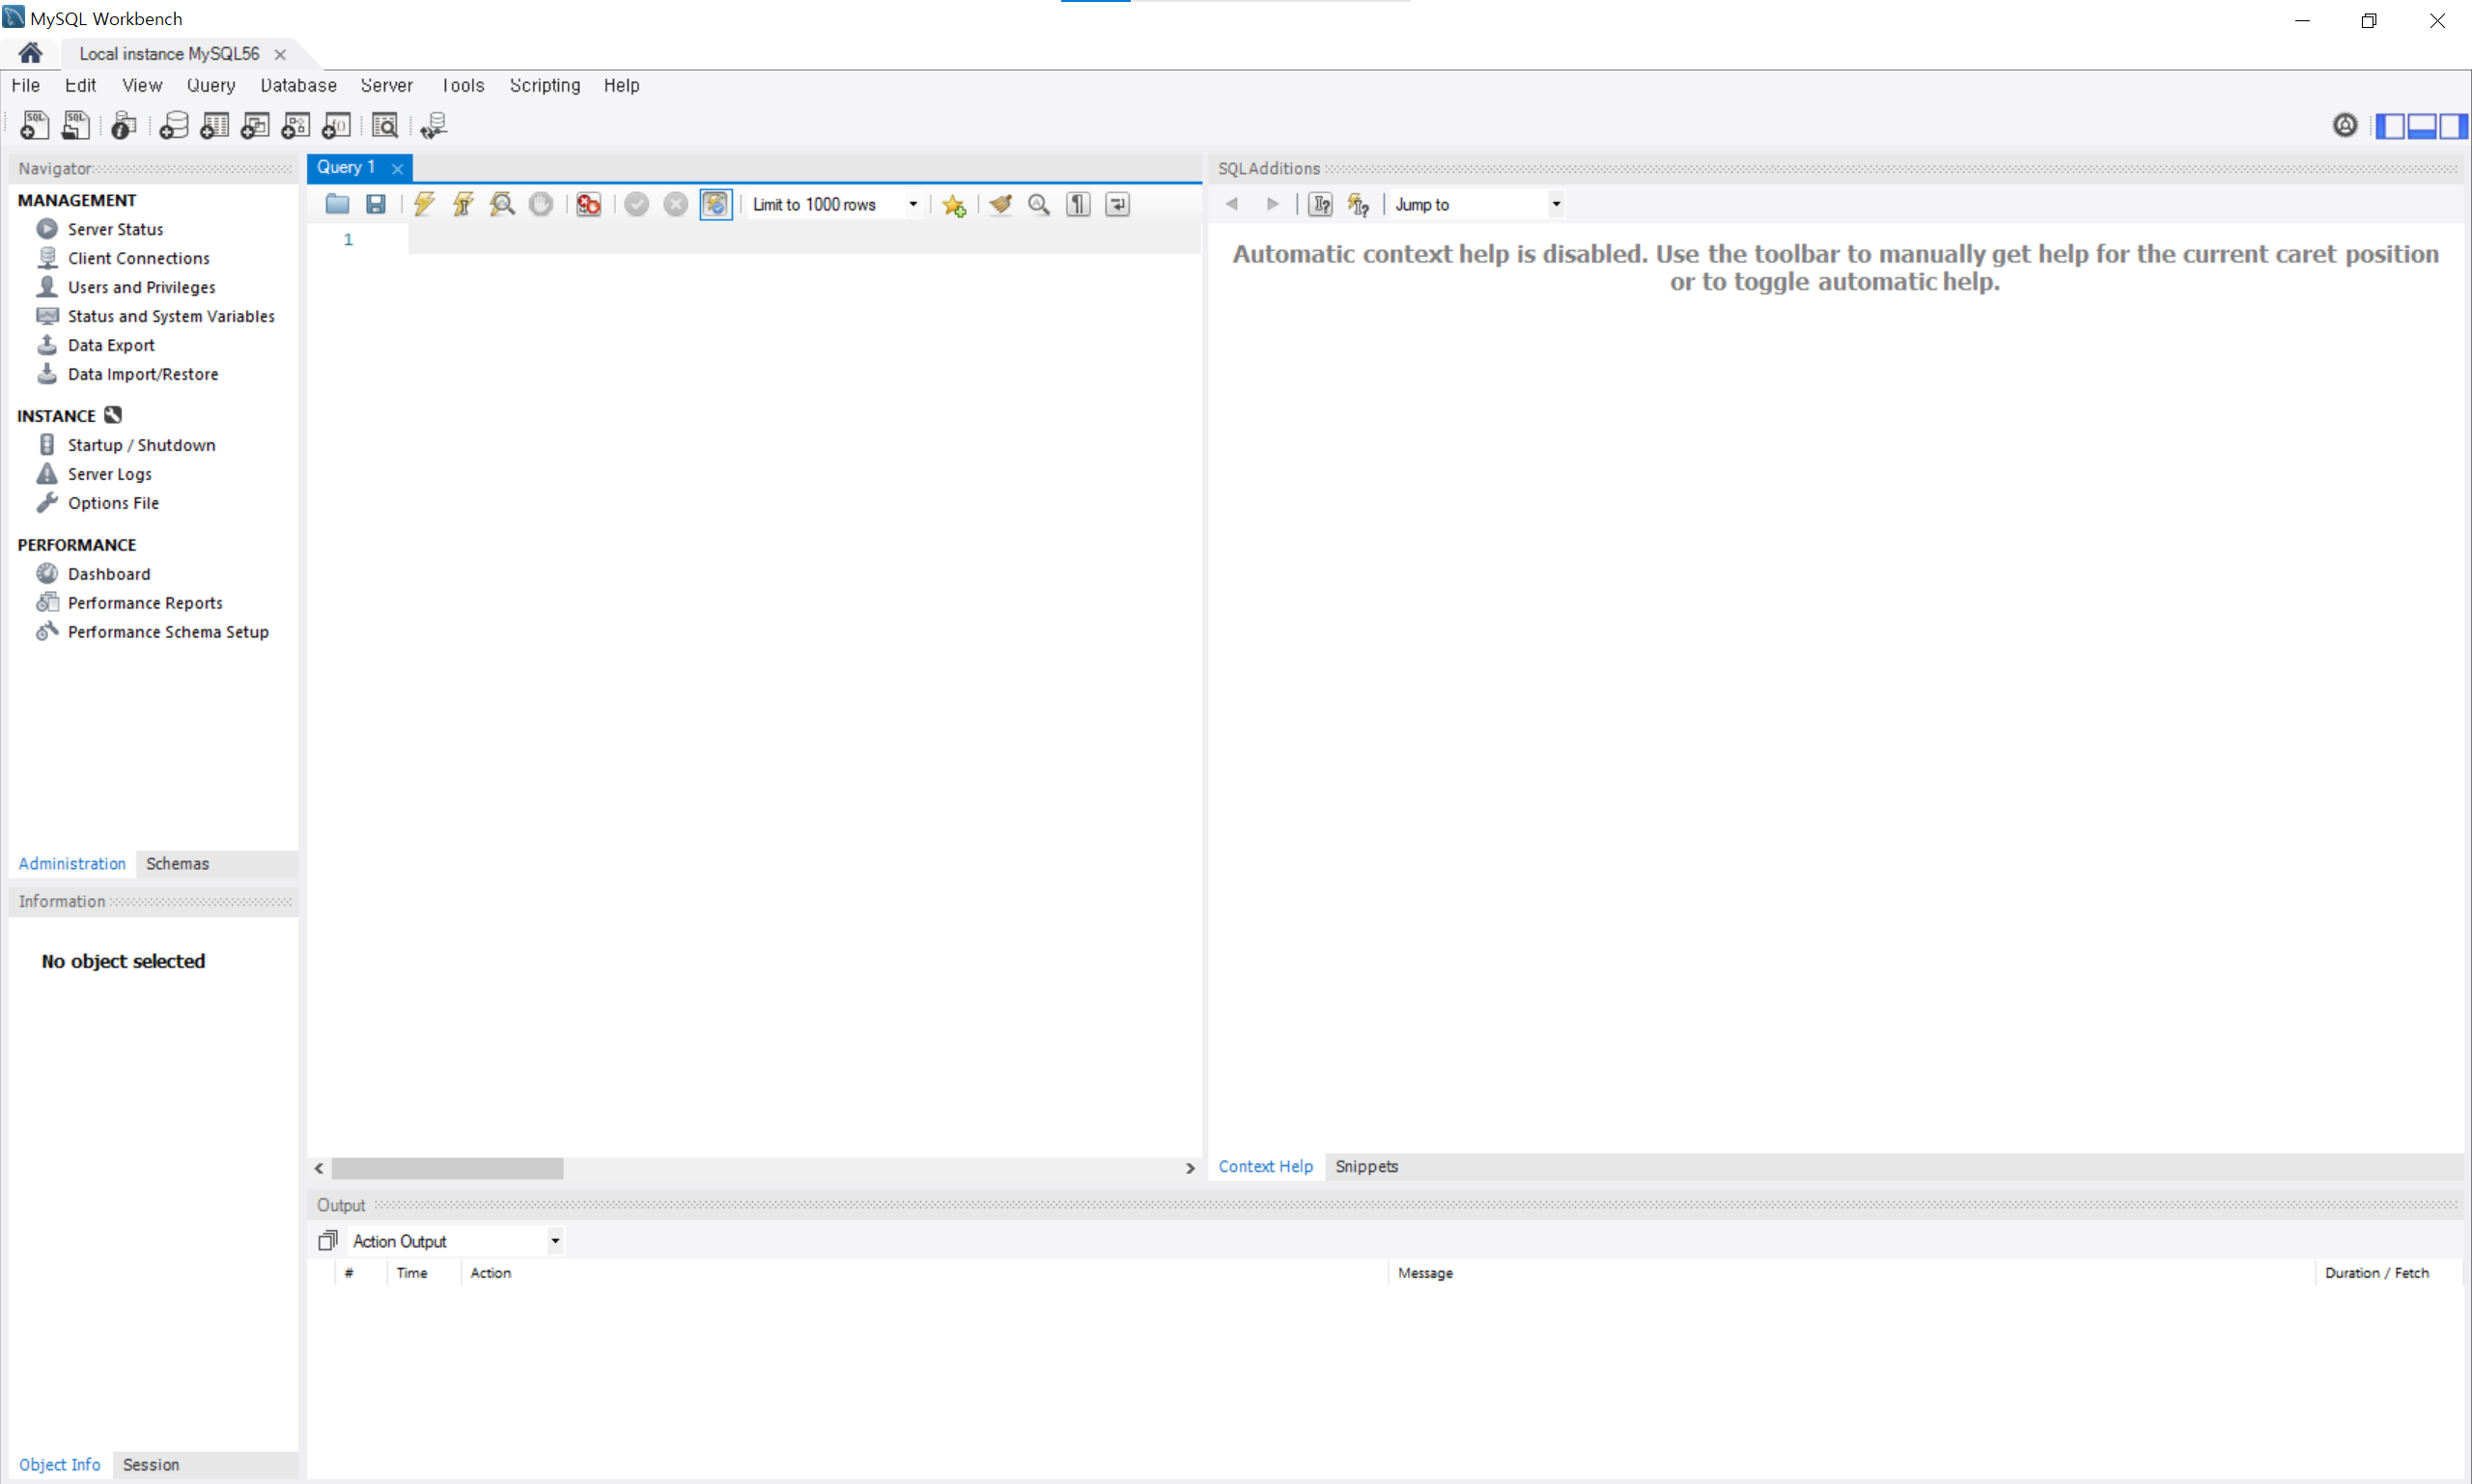 MySQL Workbench
Local instance MySQL56
File Edit View Query Database Server Tools Scripting Help
Navigator
MANAGEMENT
Server Status
Client Connections
Users and Privileges
Status and System Variables
Data Export
Data Import/Restore
INSTANCE
Startup / Shutdown
Server Logs
Options File
PERFORMANCE
Dashboard
Performance Reports
Performance Schema Setup
Administration Schemas
Information
No object selected
Object Info Session
Query 1
Limit to 1000 rows
1
SQLAdditions
Jump to
Automatic context help is disabled. Use the toolbar to manually get help for the current caret position
or to toggle automatic help.
Context Help Snippets
Output
Action Output
# Time Action Message Duration / Fetch